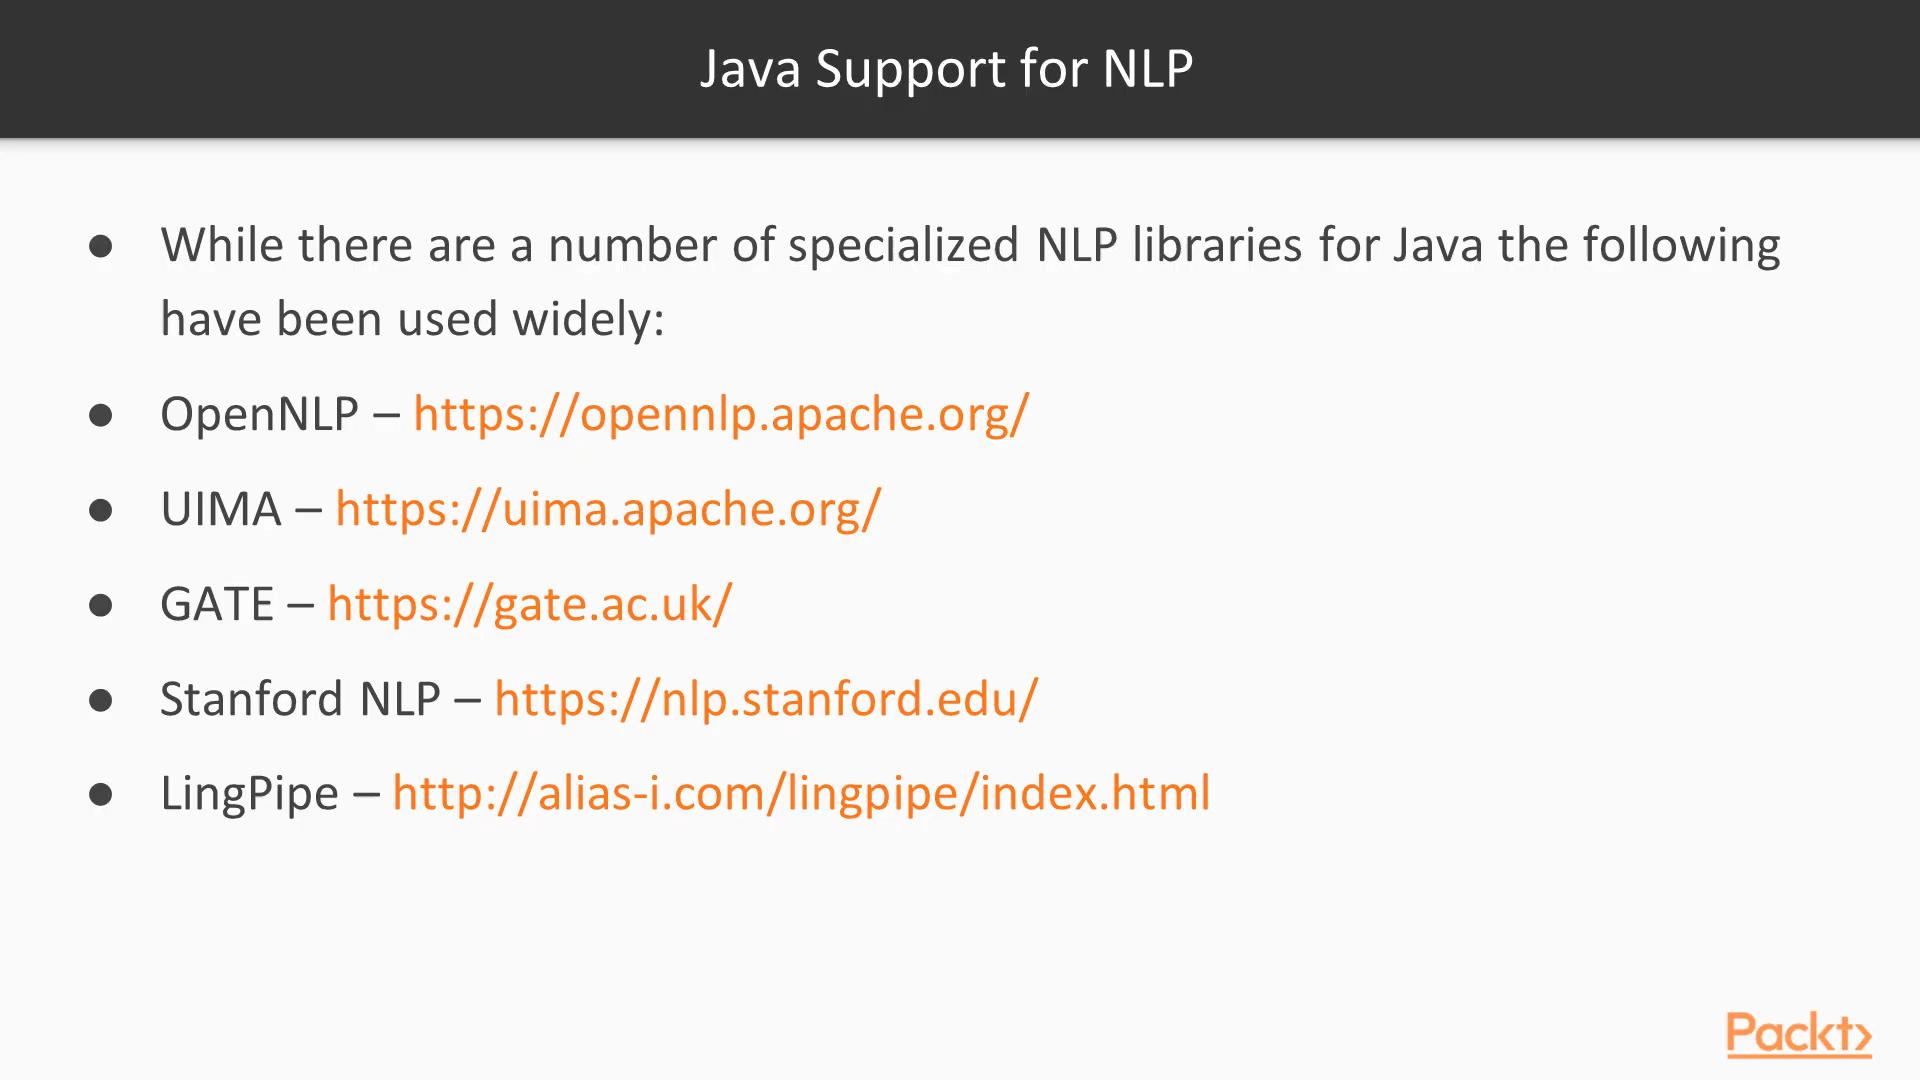 Java Support for NLP
● While there are a number of specialized NLP libraries for Java the following
have been used widely:
● OpenNLP – https://opennlp.apache.org/
● UIMA – https://uima.apache.org/
● GATE – https://gate.ac.uk/
● Stanford NLP – https://nlp.stanford.edu/
● LingPipe – http://alias-i.com/lingpipe/index.html
Packt>